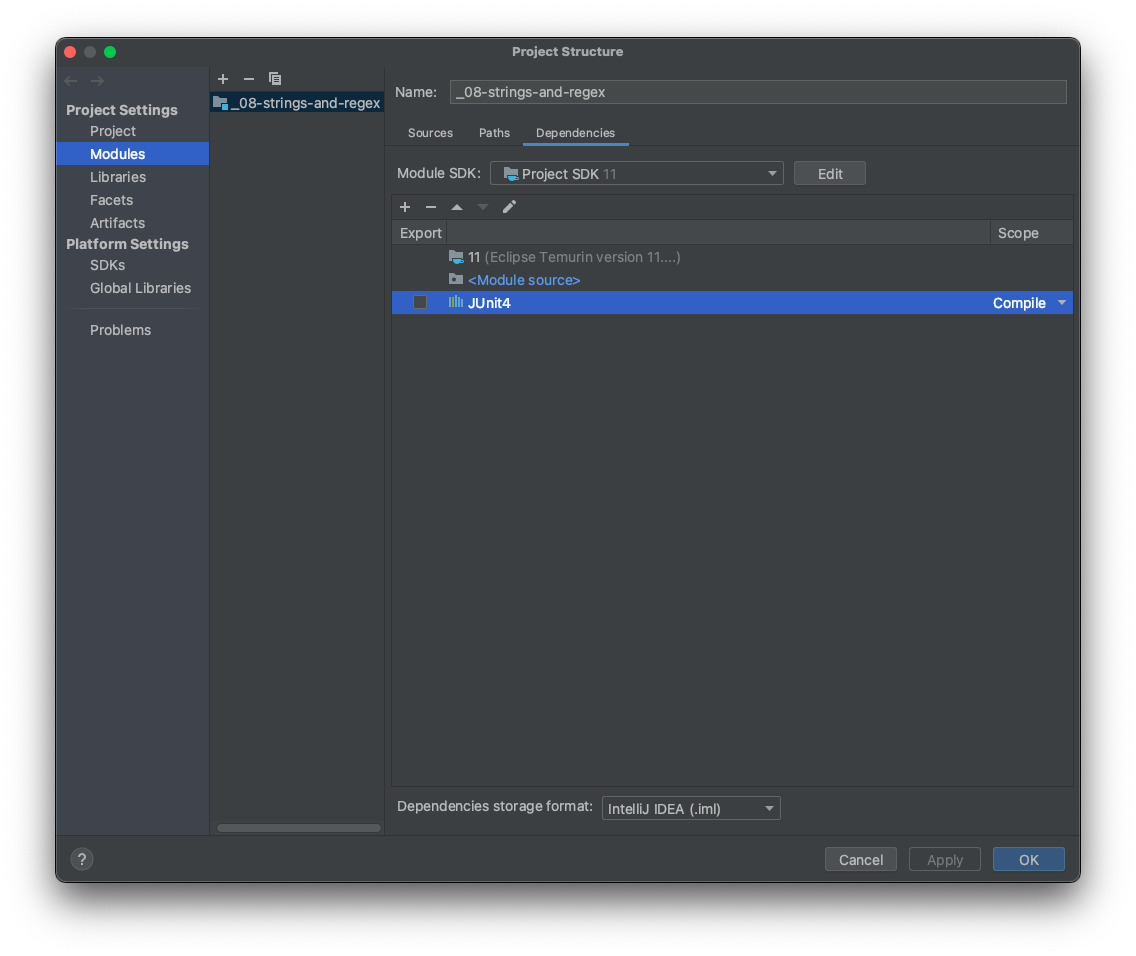 Project Structure
Project Settings
Project
Modules
Libraries
Facets
Artifacts
Platform Settings
SDKs
Global Libraries
Problems
_08-strings-and-regex
Name: _08-strings-and-regex
Sources Paths Dependencies
Module SDK: Project SDK 11 Edit
Export Scope
11 (Eclipse Temurin version 11....)
<Module source>
JUnit4 Compile
Dependencies storage format: IntelliJ IDEA (.iml)
? Cancel Apply OK